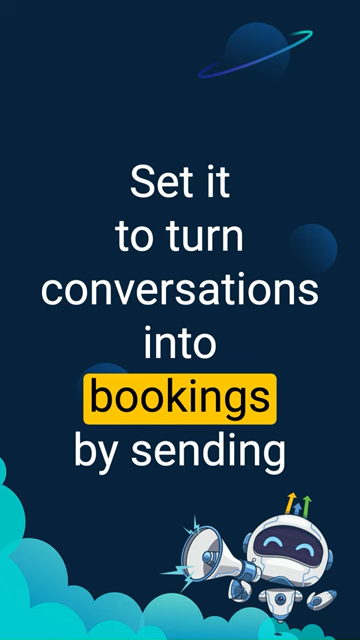 Set it
to turn
conversations
into
bookings
by sending